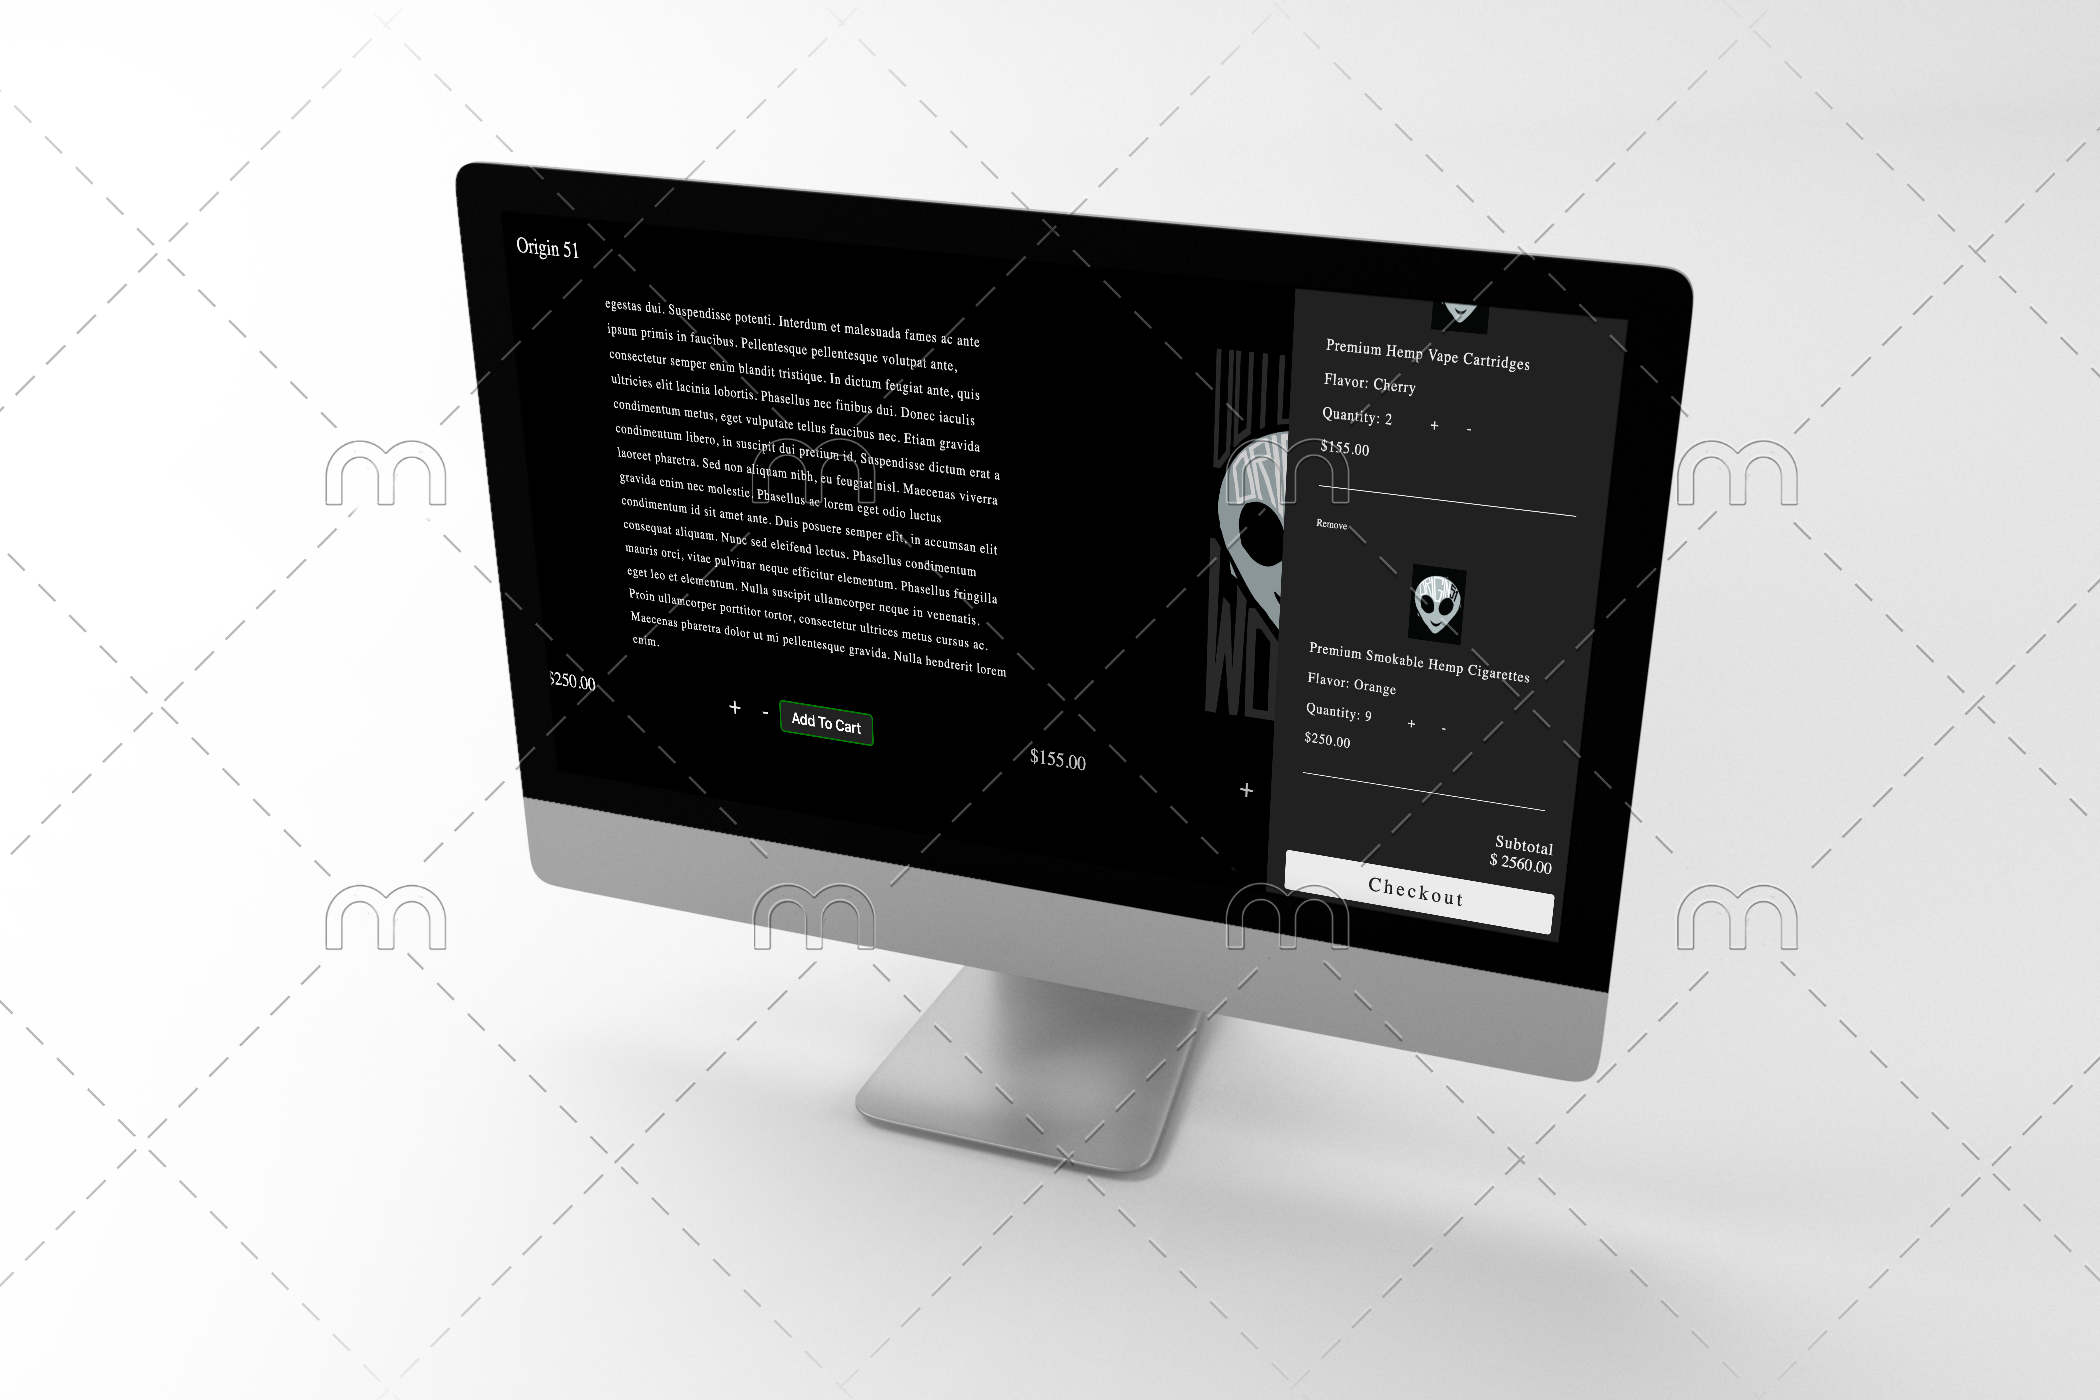 Origin 51
egestas dui. Suspendisse potenti. Interdum et malesuada fames ac ante
ipsum primis in faucibus. Pellentesque pellentesque volutpat ante,
consectetur semper enim blandit tristique. In dictum feugiat ante, quis
ultricies elit lacinia lobortis. Phasellus nec finibus dui. Donec iaculis
condimentum metus, eget vulputate tellus faucibus nec. Etiam gravida
condimentum libero, in suscipit dui pretium id. Suspendisse dictum erat a
laoreet pharetra. Sed non aliquam nibh, eu feugiat nisl. Maecenas viverra
gravida enim nec molestie. Phasellus ac lorem eget odio luctus
condimentum id sit amet ante. Duis posuere semper elit, in accumsan elit
consequat aliquam. Nunc sed eleifend lectus. Phasellus condimentum
mauris orci, vitae pulvinar neque efficitur elementum. Phasellus fringilla
eget leo et elementum. Nulla suscipit ullamcorper neque in venenatis.
Proin ullamcorper porttitor tortor, consectetur ultrices metus cursus ac.
Maecenas pharetra dolor ut mi pellentesque gravida. Nulla hendrerit lorem
enim.
$250.00
+ - Add To Cart
$155.00
+
Premium Hemp Vape Cartridges
Flavor: Cherry
Quantity: 2 + -
$155.00
Remove
ORIGIN 51
Premium Smokable Hemp Cigarettes
Flavor: Orange
Quantity: 9 + -
$250.00
Subtotal
$ 2560.00
Checkout